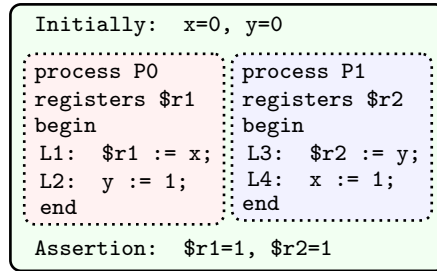 Initially: x=0, y=0
process P0
registers $r1
begin
L1: $r1 := x;
L2: y := 1;
end
process P1
registers $r2
begin
L3: $r2 := y;
L4: x := 1;
end
Assertion: $r1=1, $r2=1